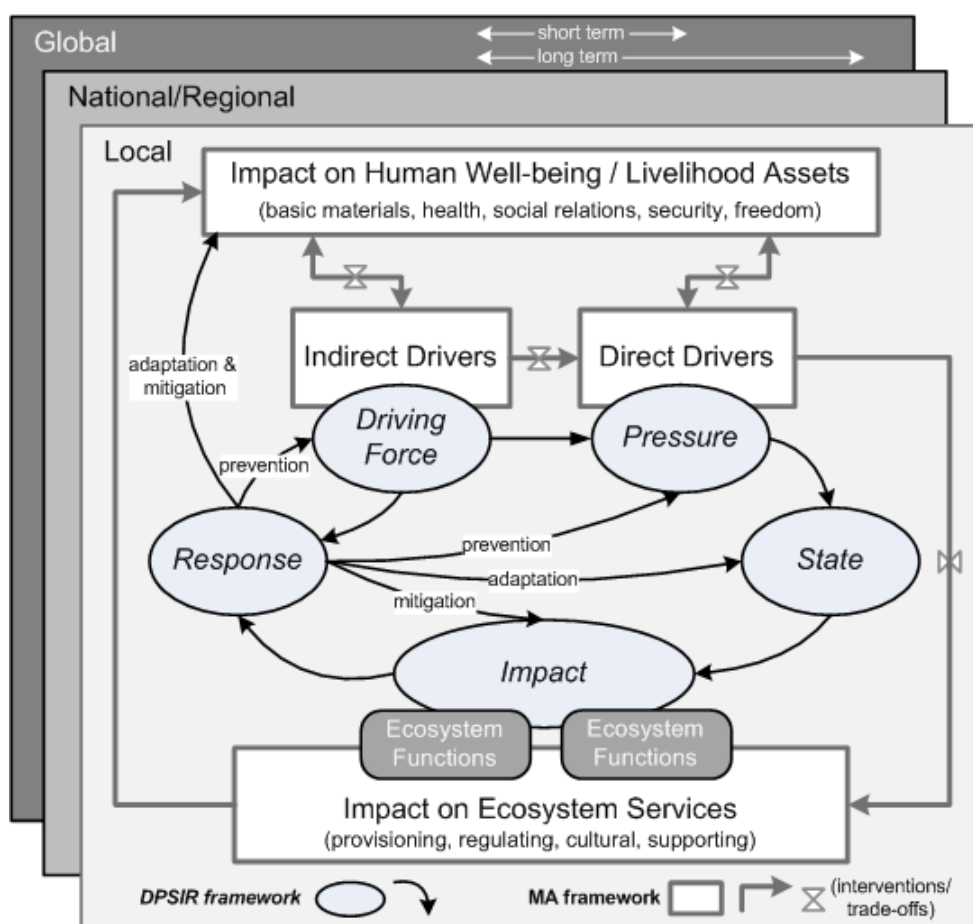 Global
short term
long term
National/Regional
Local
Impact on Human Well-being / Livelihood Assets
(basic materials, health, social relations, security, freedom)
Indirect Drivers
Direct Drivers
adaptation &
mitigation
Driving
Force
Pressure
prevention
Response
prevention
State
adaptation
mitigation
Impact
Ecosystem
Functions
Ecosystem
Functions
Impact on Ecosystem Services
(provisioning, regulating, cultural, supporting)
DPSIR framework
MA framework
(interventions/
trade-offs)